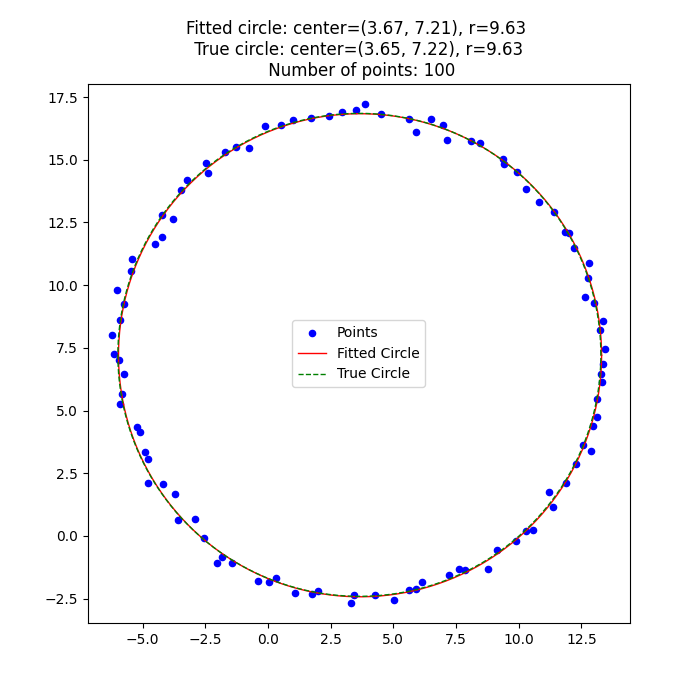 Fitted circle: center=(3.67, 7.21), r=9.63
True circle: center=(3.65, 7.22), r=9.63
Number of points: 100
17.5
15.0
12.5
10.0
7.5
5.0
2.5
0.0
−2.5
Points
Fitted Circle
True Circle
−5.0 −2.5 0.0 2.5 5.0 7.5 10.0 12.5